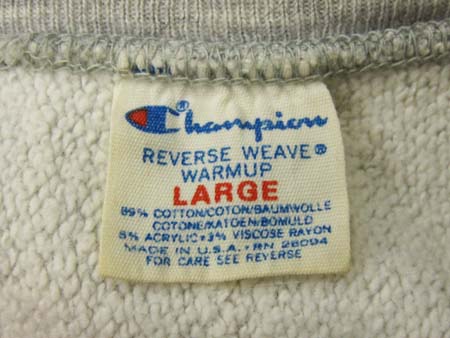 ®Champion
REVERSE WEAVE®
WARMUP
LARGE
89% COTTON/COTON/BAUMWOLLE
COTONE/KATOEN/BOMULD
8% ACRYLIC•3% VISCOSE RAYON
MADE IN U.S.A.•RN 26094
FOR CARE SEE REVERSE